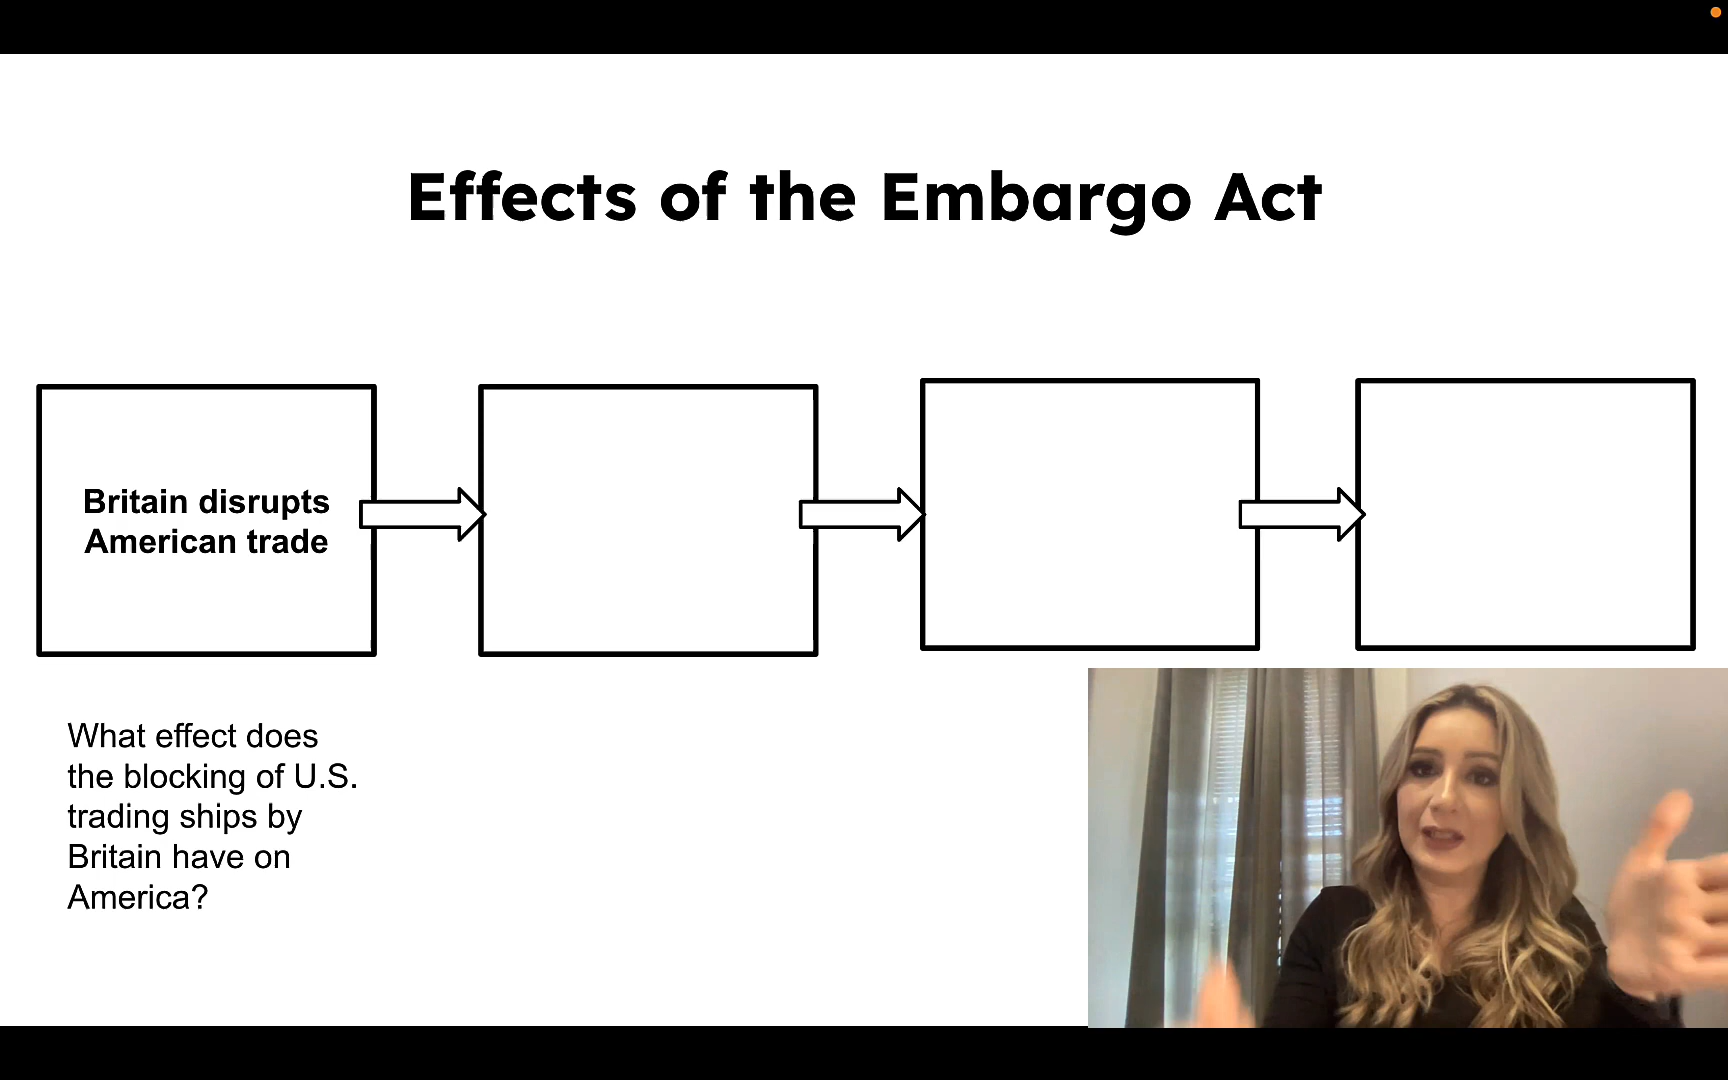 Effects of the Embargo Act
Britain disrupts
American trade
What effect does
the blocking of U.S.
trading ships by
Britain have on
America?